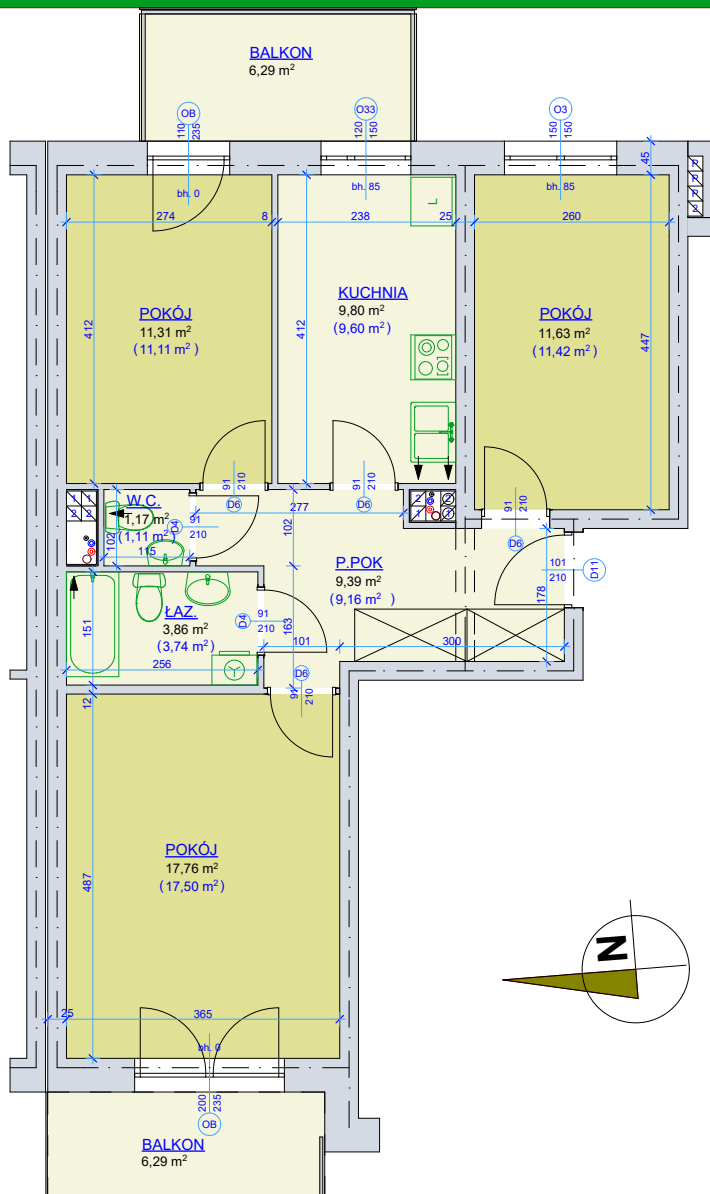 BALKON
6,29 m²
OB
110
235
O33
120
150
O3
150
150
45
bh. 0
bh. 85
bh. 85
274
8
238
25
260
L
KUCHNIA
9,80 m²
(9,60 m²)
POKÓJ
11,31 m²
(11,11 m²)
POKÓJ
11,63 m²
(11,42 m²)
412
412
447
91
210
D6
91
210
D6
91
210
D6
W.C.
1,17 m²
(1,11 m²)
102
115
D4
91
210
277
102
P.POK
9,39 m²
(9,16 m²)
101
210
D11
178
ŁAZ.
3,86 m²
(3,74 m²)
151
256
D4
91
210
163
101
300
D6
91
210
12
POKÓJ
17,76 m²
(17,50 m²)
487
N
25
365
bh. 0
200
235
OB
BALKON
6,29 m²